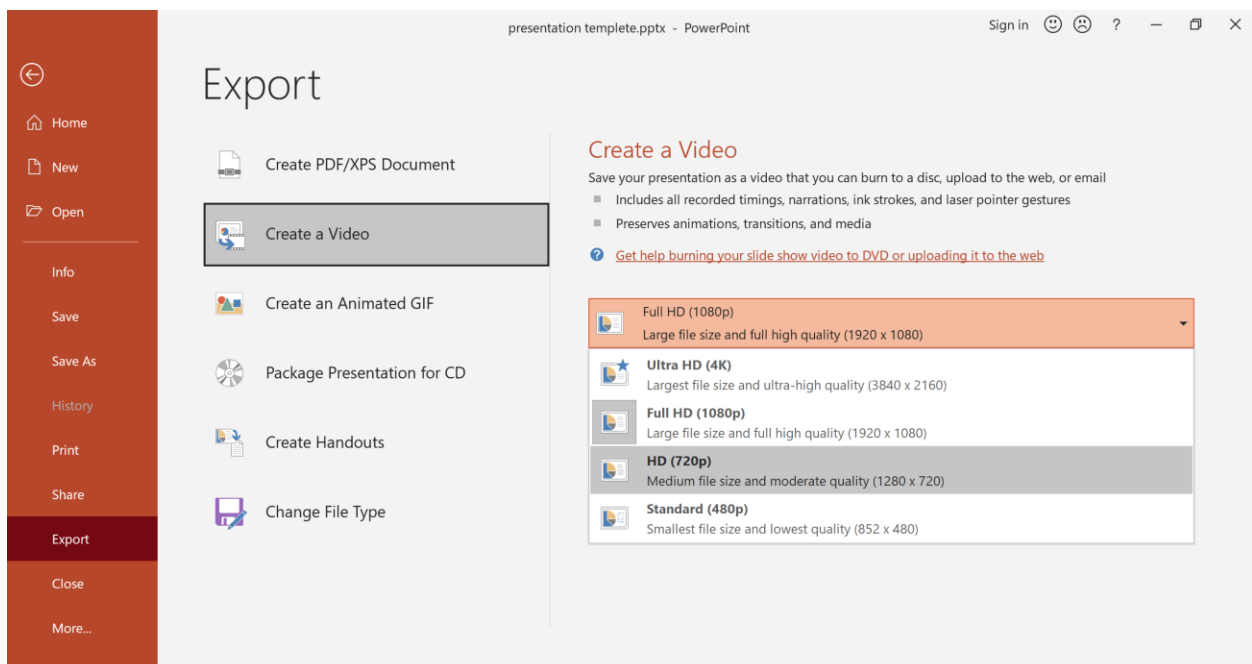 presentation templete.pptx - PowerPoint
Sign in
?
Home
New
Open
Info
Save
Save As
History
Print
Share
Export
Close
More...
Export
Create PDF/XPS Document
Create a Video
Create an Animated GIF
Package Presentation for CD
Create Handouts
Change File Type
Create a Video
Save your presentation as a video that you can burn to a disc, upload to the web, or email
Includes all recorded timings, narrations, ink strokes, and laser pointer gestures
Preserves animations, transitions, and media
Get help burning your slide show video to DVD or uploading it to the web
Full HD (1080p)
Large file size and full high quality (1920 x 1080)
Ultra HD (4K)
Largest file size and ultra-high quality (3840 x 2160)
Full HD (1080p)
Large file size and full high quality (1920 x 1080)
HD (720p)
Medium file size and moderate quality (1280 x 720)
Standard (480p)
Smallest file size and lowest quality (852 x 480)